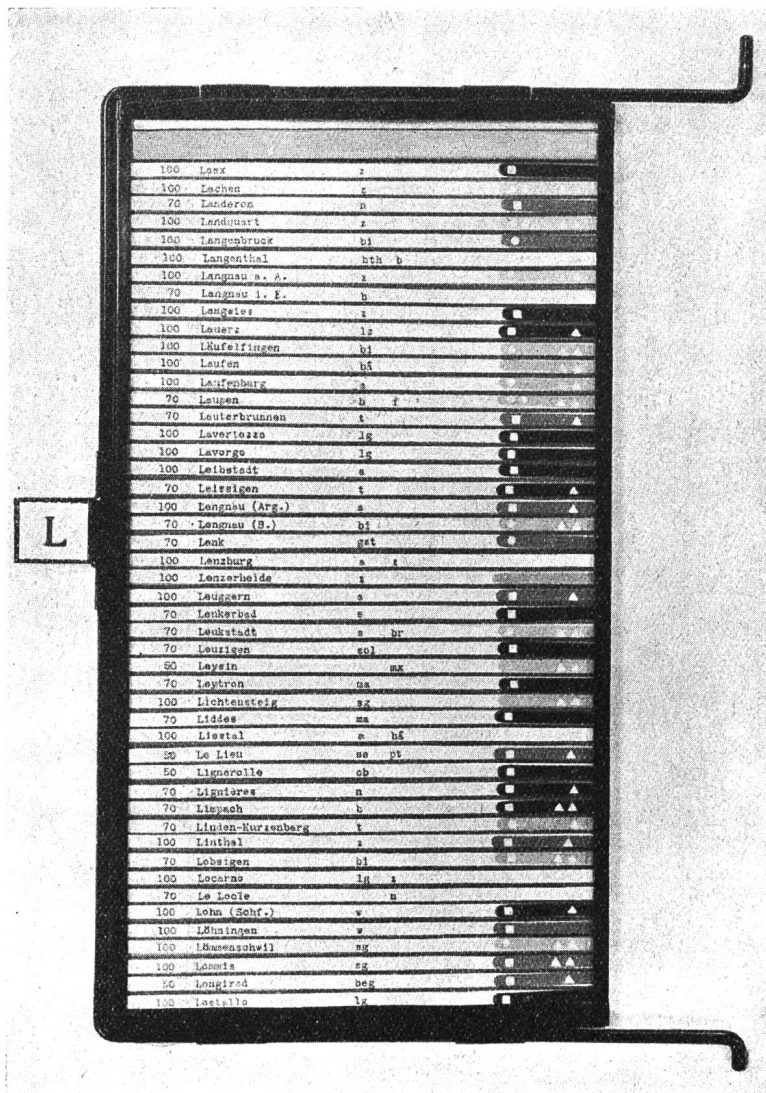 100 Laax z
100 Lachen z
70 Landeron n
100 Landquart z
100 Langenbruck bi
100 Langenthal bth b
100 Langnau a. A. z
70 Langnau i. E. b
100 Langwies z
100 Lauerz lz
100 Läufelfingen bi
100 Laufen bâ
100 Laufenburg a
70 Laupen b f
70 Lauterbrunnen t
100 Lavertezzo lg
100 Lavorgo lg
100 Leibstadt a
70 Leissigen t
100 Lengnau (Arg.) a
70 Lengnau (B.) bi
70 Lenk gst
100 Lenzburg a z
100 Lenzerheide z
100 Leuggern a
70 Leukerbad s
70 Leukstadt s br
70 Leuzigen sol
50 Leysin mx
70 Leytron ma
100 Lichtensteig sg
70 Liddes ma
100 Liestal a bâ
L
50 Le Lieu se pt
50 Lignerolle ob
70 Lignières n
70 Limpach b
70 Linden-Kurzenberg t
100 Linthal z
70 Lobsigen bi
100 Locarno lg z
70 Le Locle n
100 Lohn (Schf.) w
100 Löhningen w
100 Lömmenschwil sg
100 Lommis sg
50 Longirod beg
100 Lostallo lg